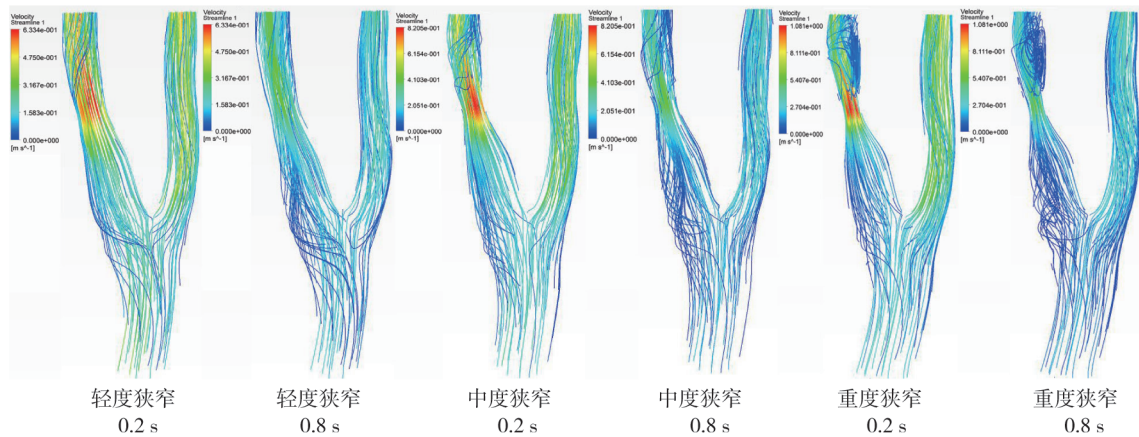 Velocity
Streamline 1
6.334e-001
4.750e-001
3.167e-001
1.583e-001
0.000e+000
[m s^-1]
Velocity
Streamline 1
6.334e-001
4.750e-001
3.167e-001
1.583e-001
0.000e+000
[m s^-1]
Velocity
Streamline 1
8.205e-001
6.154e-001
4.103e-001
2.051e-001
0.000e+000
[m s^-1]
Velocity
Streamline 1
8.205e-001
6.154e-001
4.103e-001
2.051e-001
0.000e+000
[m s^-1]
Velocity
Streamline 1
1.081e+000
8.111e-001
5.407e-001
2.704e-001
0.000e+000
[m s^-1]
Velocity
Streamline 1
1.081e+000
8.111e-001
5.407e-001
2.704e-001
0.000e+000
[m s^-1]
轻度狭窄
0.2 s
轻度狭窄
0.8 s
中度狭窄
0.2 s
中度狭窄
0.8 s
重度狭窄
0.2 s
重度狭窄
0.8 s